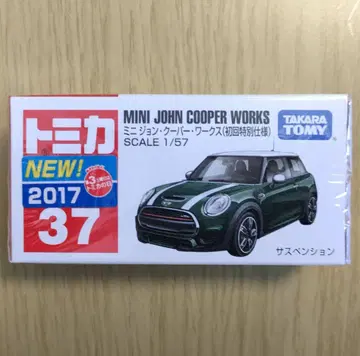 トミカ
NEW!
2017
37
MINI JOHN COOPER WORKS
ミニ ジョン・クーパー・ワークス(初回特別仕様)
SCALE 1/57
TAKARA
TOMY
サスペンション